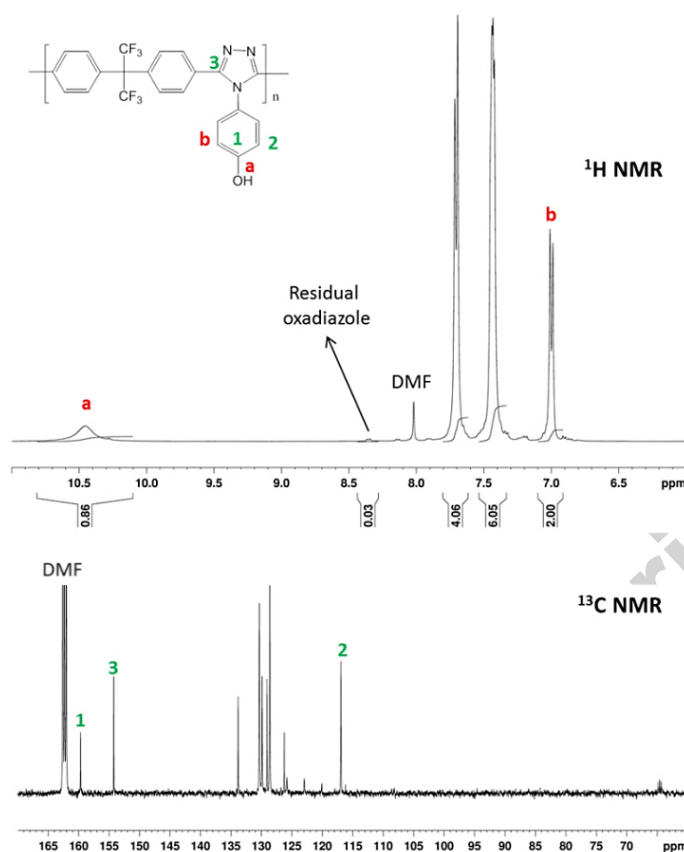 N N
CF3
3
N
n
CF3
b 1 2
a
OH
1H NMR
b
Residual
oxadiazole
DMF
a
10.5 10.0 9.5 9.0 8.5 8.0 7.5 7.0 6.5 ppm
0.86 0.03 4.06 6.05 2.00
DMF
13C NMR
3
2
1
165 160 155 150 145 140 135 130 125 120 115 110 105 100 95 90 85 80 75 70 65 ppm